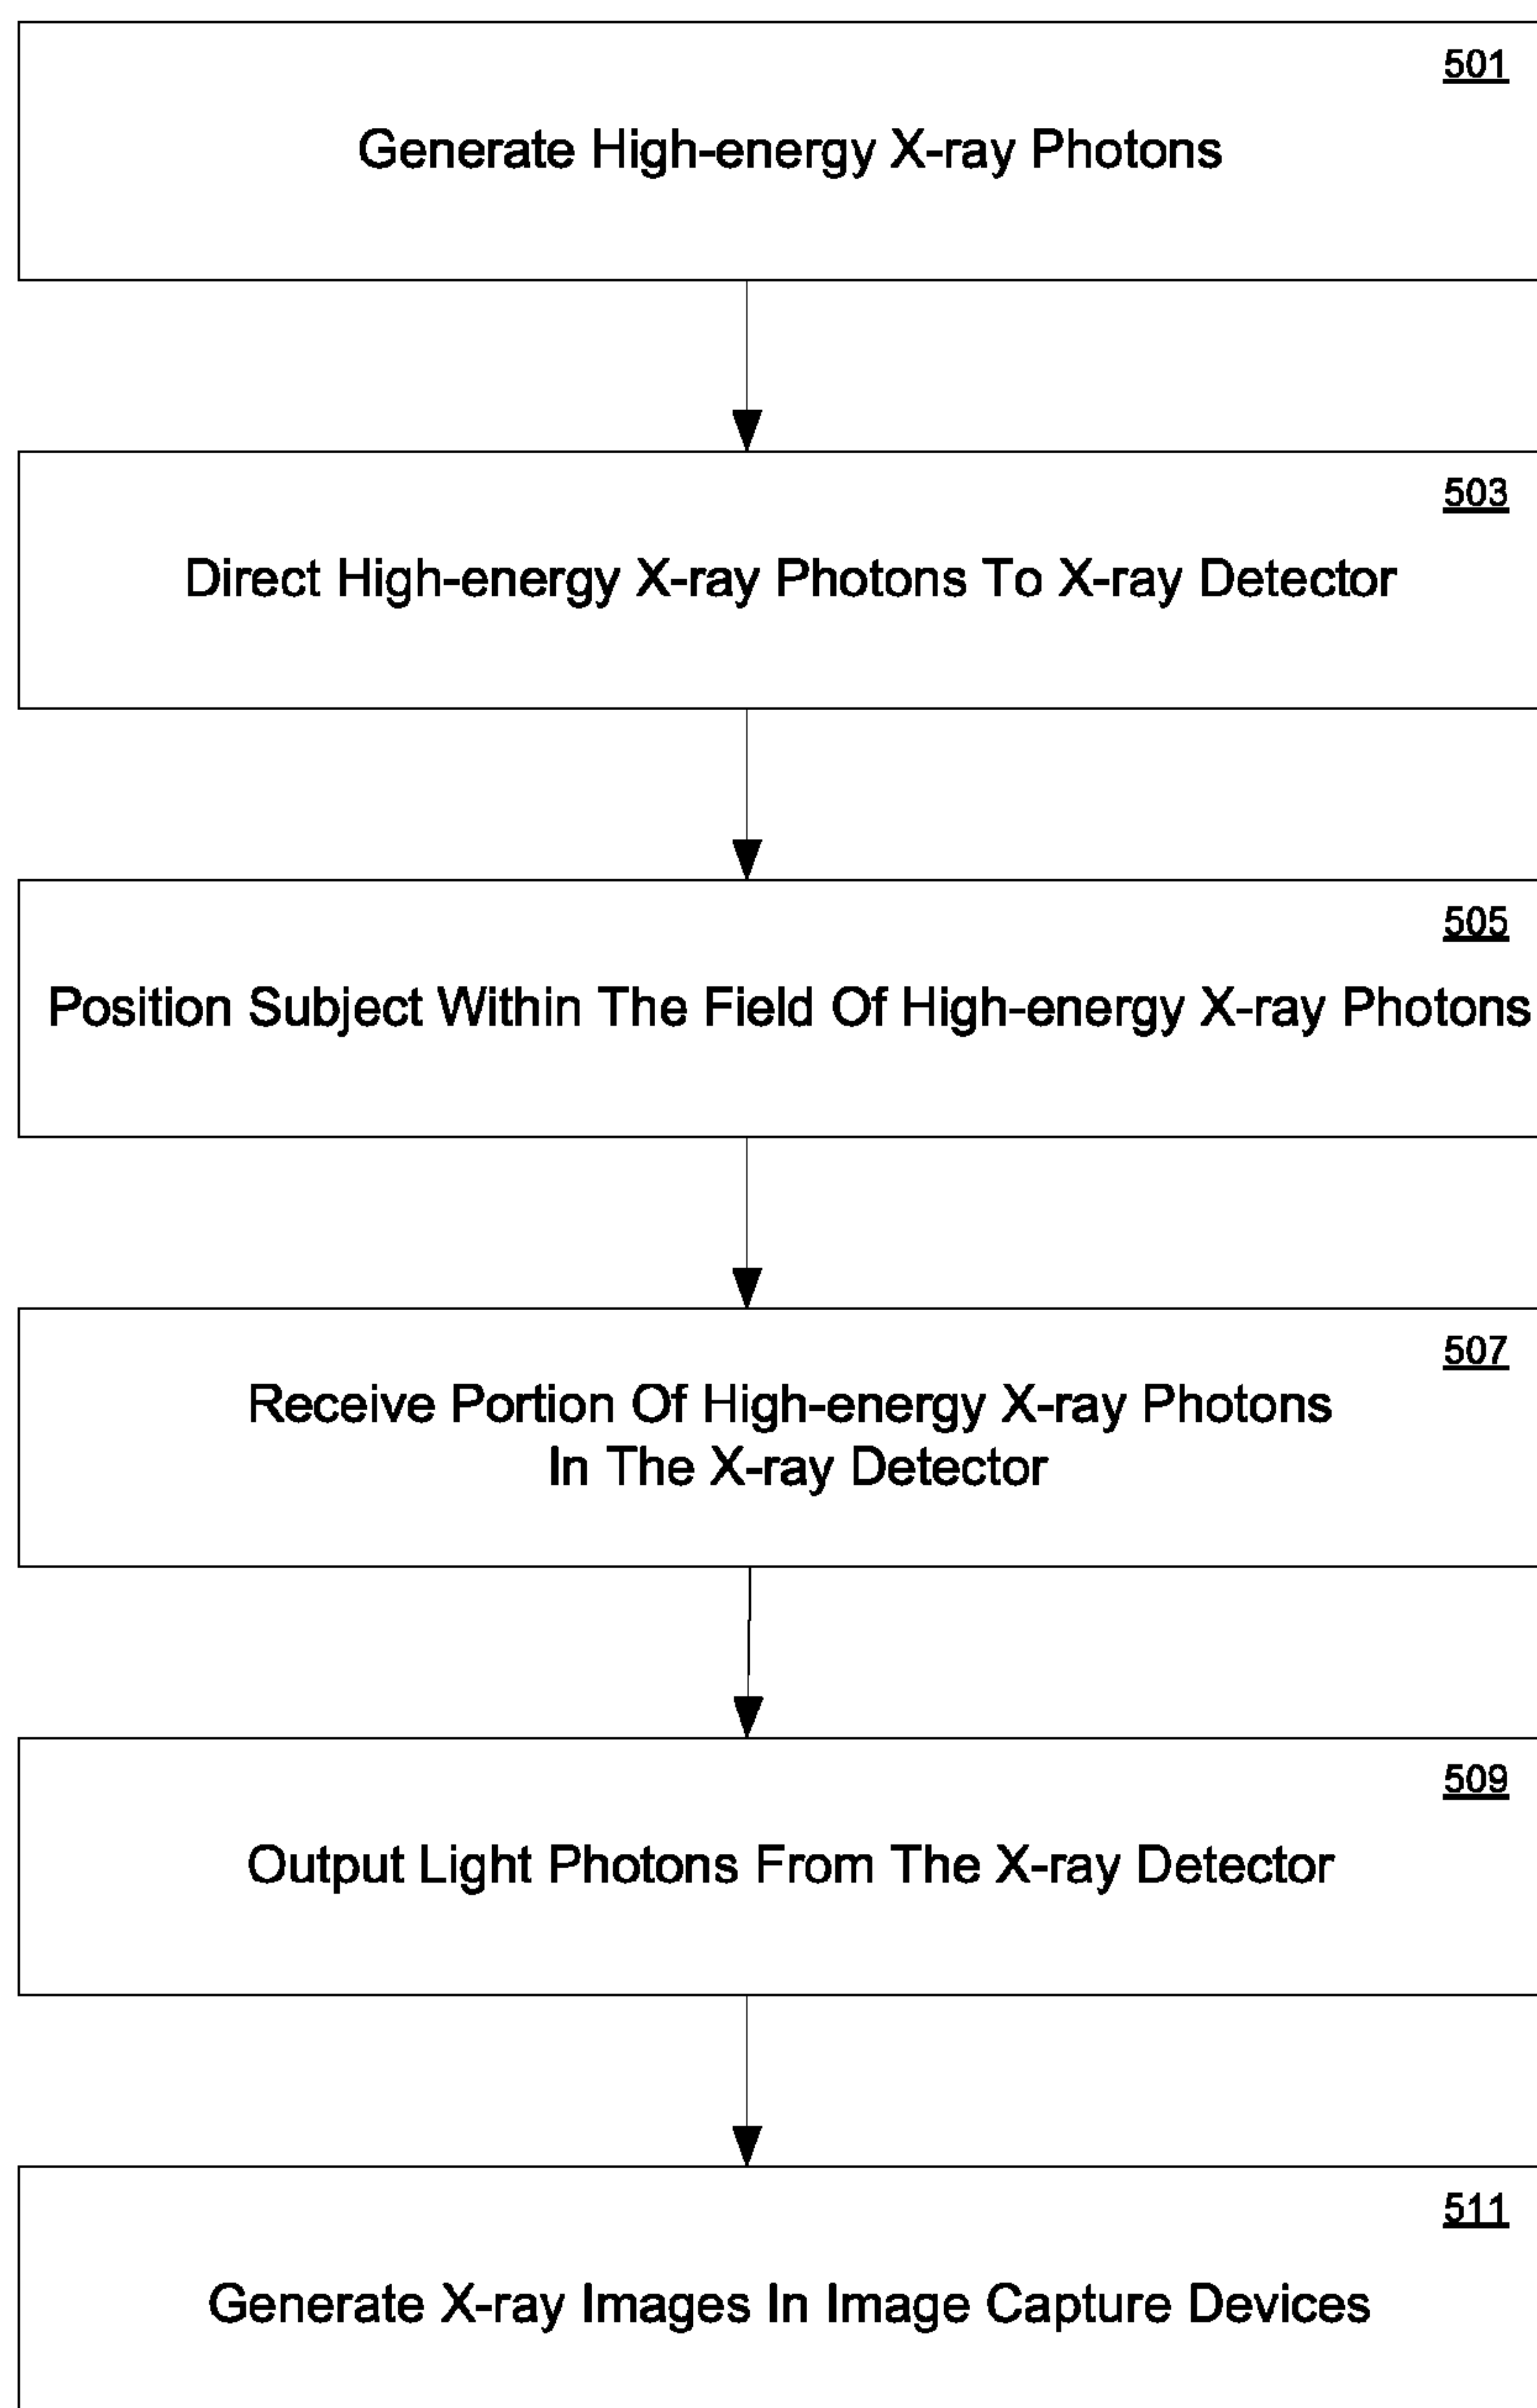 501
Generate High-energy X-ray Photons
503
Direct High-energy X-ray Photons To X-ray Detector
505
Position Subject Within The Field Of High-energy X-ray Photons
507
Receive Portion Of High-energy X-ray Photons
In The X-ray Detector
509
Output Light Photons From The X-ray Detector
511
Generate X-ray Images In Image Capture Devices